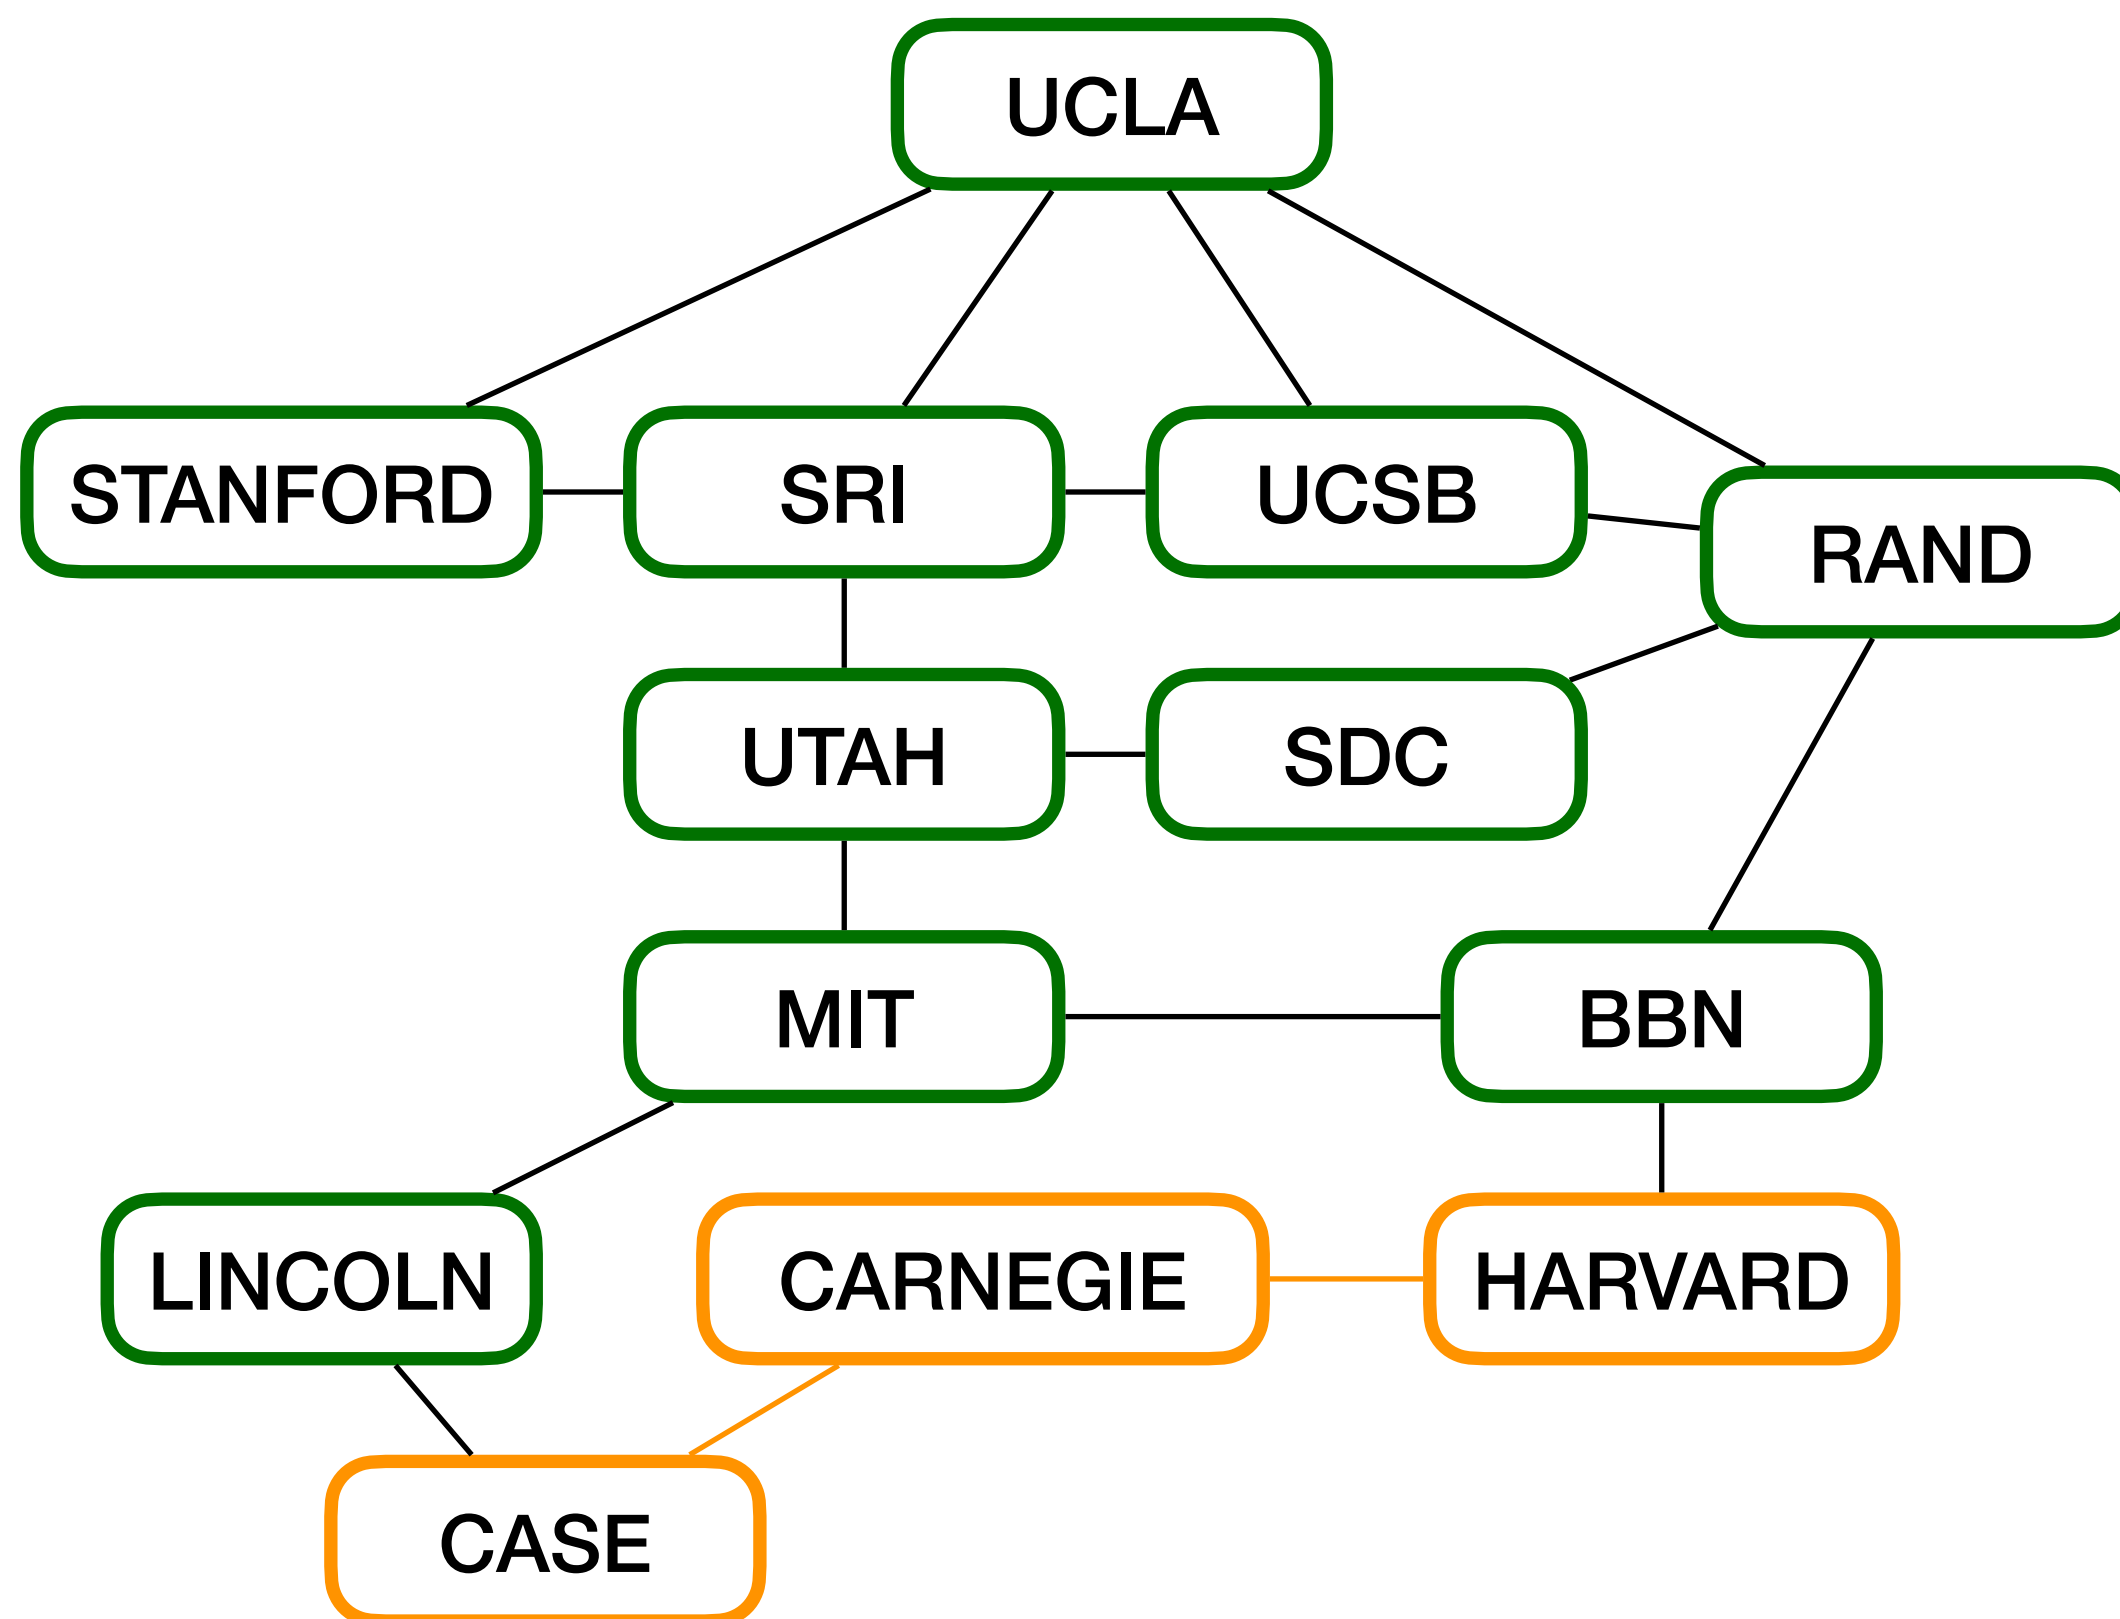 UCLA
STANFORD
SRI
UCSB
RAND
UTAH
SDC
MIT
BBN
LINCOLN
CARNEGIE
HARVARD
CASE